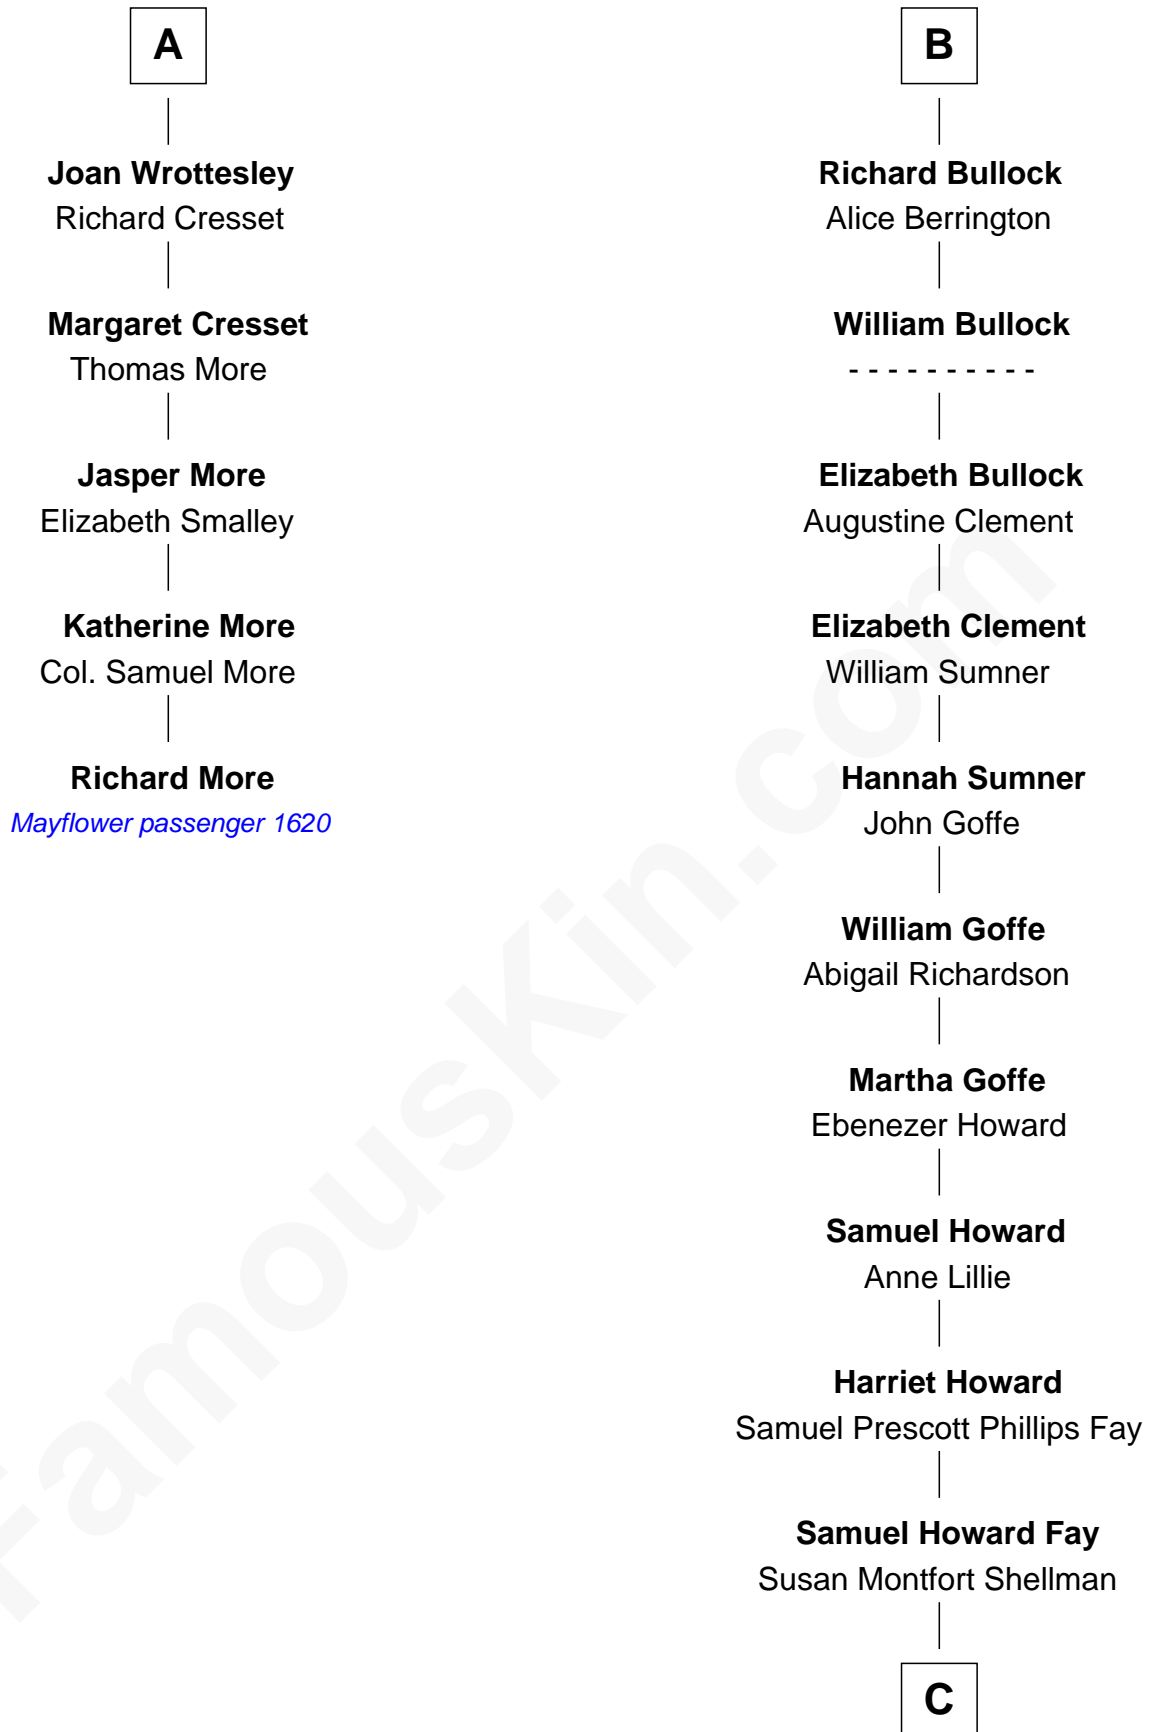 A
Joan Wrottesley
Richard Cresset
Margaret Cresset
Thomas More
Jasper More
Elizabeth Smalley
Katherine More
Col. Samuel More
Richard More
Mayflower passenger 1620
B
Richard Bullock
Alice Berrington
William Bullock
- - - - - - - - - -
Elizabeth Bullock
Augustine Clement
Elizabeth Clement
William Sumner
Hannah Sumner
John Goffe
William Goffe
Abigail Richardson
Martha Goffe
Ebenezer Howard
Samuel Howard
Anne Lillie
Harriet Howard
Samuel Prescott Phillips Fay
Samuel Howard Fay
Susan Montfort Shellman
C
FamousKin.com